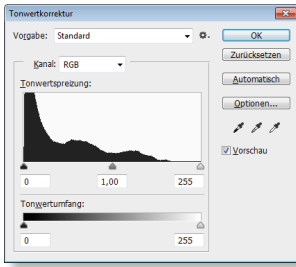 Tonwertkorrektur
Vorgabe: Standard
OK
Zurücksetzen
Automatisch
Optionen...
Vorschau
Kanal: RGB
Tonwertspreizung:
0 1,00 255
Tonwertumfang:
0 255